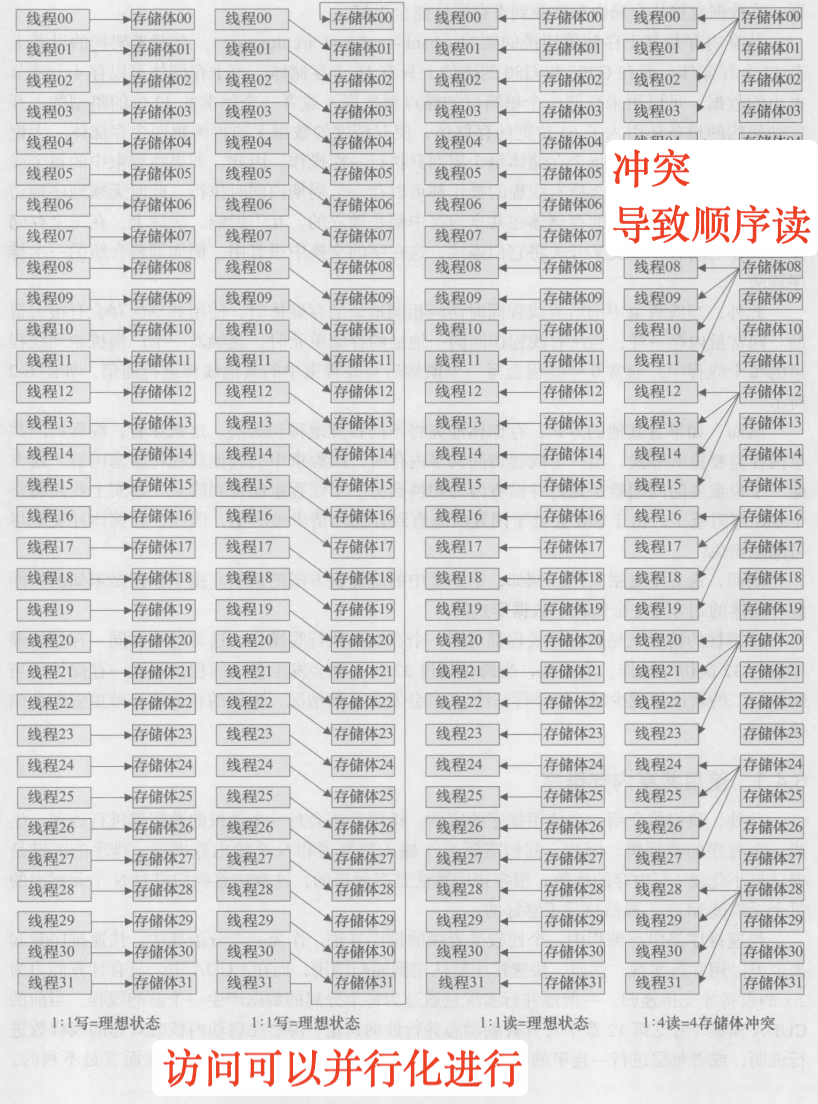 线程00 存储体00 线程00 存储体00 线程00 存储体00 线程00 存储体00
线程01 存储体01 线程01 存储体01 线程01 存储体01 线程01 存储体01
线程02 存储体02 线程02 存储体02 线程02 存储体02 线程02 存储体02
线程03 存储体03 线程03 存储体03 线程03 存储体03 线程03 存储体03
线程04 存储体04 线程04 存储体04 线程04 存储体04
线程05 存储体05 线程05 存储体05 线程05 存储体05
冲突
线程06 存储体06 线程06 存储体06 线程06 存储体06
线程07 存储体07 线程07 存储体07 线程07 存储体07
导致顺序读
线程08 存储体08 线程08 存储体08 线程08 存储体08 线程08 存储体08
线程09 存储体09 线程09 存储体09 线程09 存储体09 线程09 存储体09
线程10 存储体10 线程10 存储体10 线程10 存储体10 线程10 存储体10
线程11 存储体11 线程11 存储体11 线程11 存储体11 线程11 存储体11
线程12 存储体12 线程12 存储体12 线程12 存储体12 线程12 存储体12
线程13 存储体13 线程13 存储体13 线程13 存储体13 线程13 存储体13
线程14 存储体14 线程14 存储体14 线程14 存储体14 线程14 存储体14
线程15 存储体15 线程15 存储体15 线程15 存储体15 线程15 存储体15
线程16 存储体16 线程16 存储体16 线程16 存储体16 线程16 存储体16
线程17 存储体17 线程17 存储体17 线程17 存储体17 线程17 存储体17
线程18 存储体18 线程18 存储体18 线程18 存储体18 线程18 存储体18
线程19 存储体19 线程19 存储体19 线程19 存储体19 线程19 存储体19
线程20 存储体20 线程20 存储体20 线程20 存储体20 线程20 存储体20
线程21 存储体21 线程21 存储体21 线程21 存储体21 线程21 存储体21
线程22 存储体22 线程22 存储体22 线程22 存储体22 线程22 存储体22
线程23 存储体23 线程23 存储体23 线程23 存储体23 线程23 存储体23
线程24 存储体24 线程24 存储体24 线程24 存储体24 线程24 存储体24
线程25 存储体25 线程25 存储体25 线程25 存储体25 线程25 存储体25
线程26 存储体26 线程26 存储体26 线程26 存储体26 线程26 存储体26
线程27 存储体27 线程27 存储体27 线程27 存储体27 线程27 存储体27
线程28 存储体28 线程28 存储体28 线程28 存储体28 线程28 存储体28
线程29 存储体29 线程29 存储体29 线程29 存储体29 线程29 存储体29
线程30 存储体30 线程30 存储体30 线程30 存储体30 线程30 存储体30
线程31 存储体31 线程31 存储体31 线程31 存储体31 线程31 存储体31
1:1写=理想状态 1:1写=理想状态 1:1读=理想状态 1:4读=4存储体冲突
访问可以并行化进行